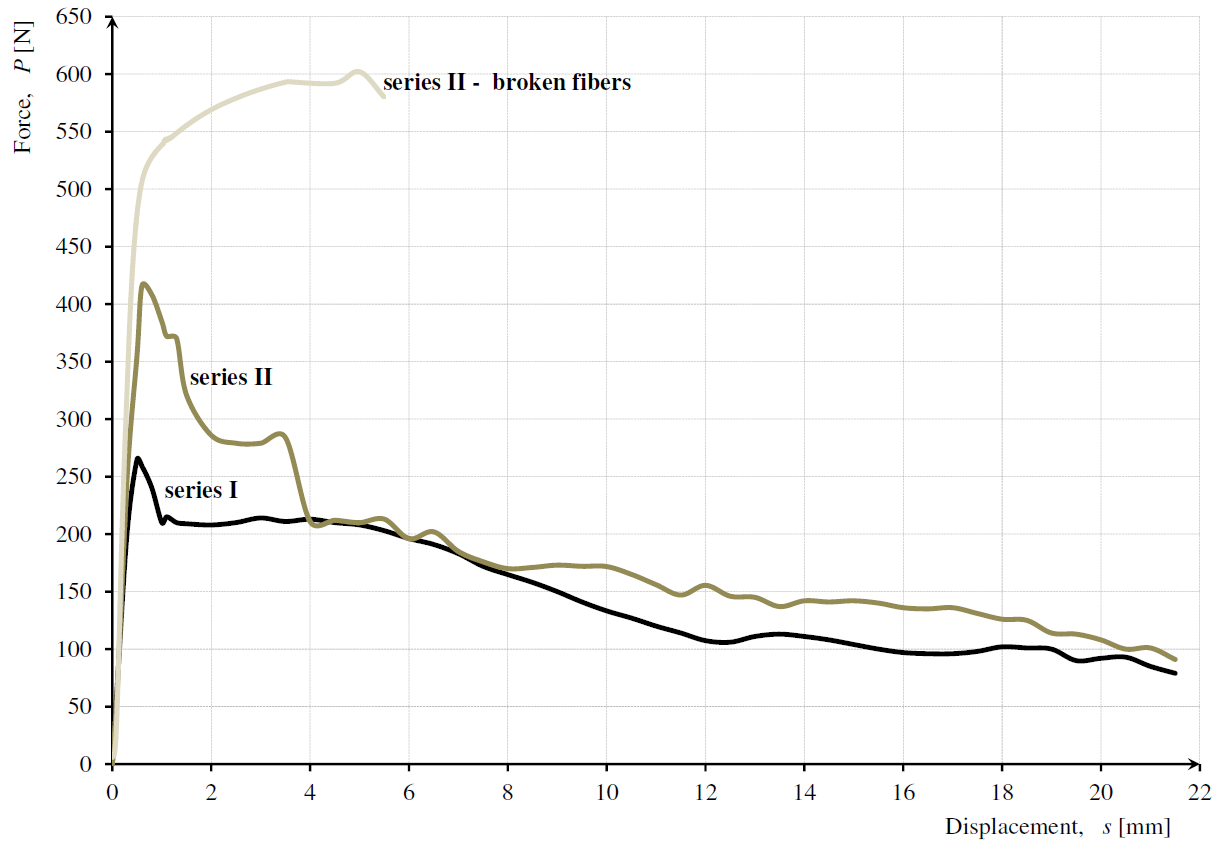 Force, P [N]
650
600
550
500
450
400
350
300
250
200
150
100
50
0
series II - broken fibers
series II
series I
0 2 4 6 8 10 12 14 16 18 20 22
Displacement, s [mm]